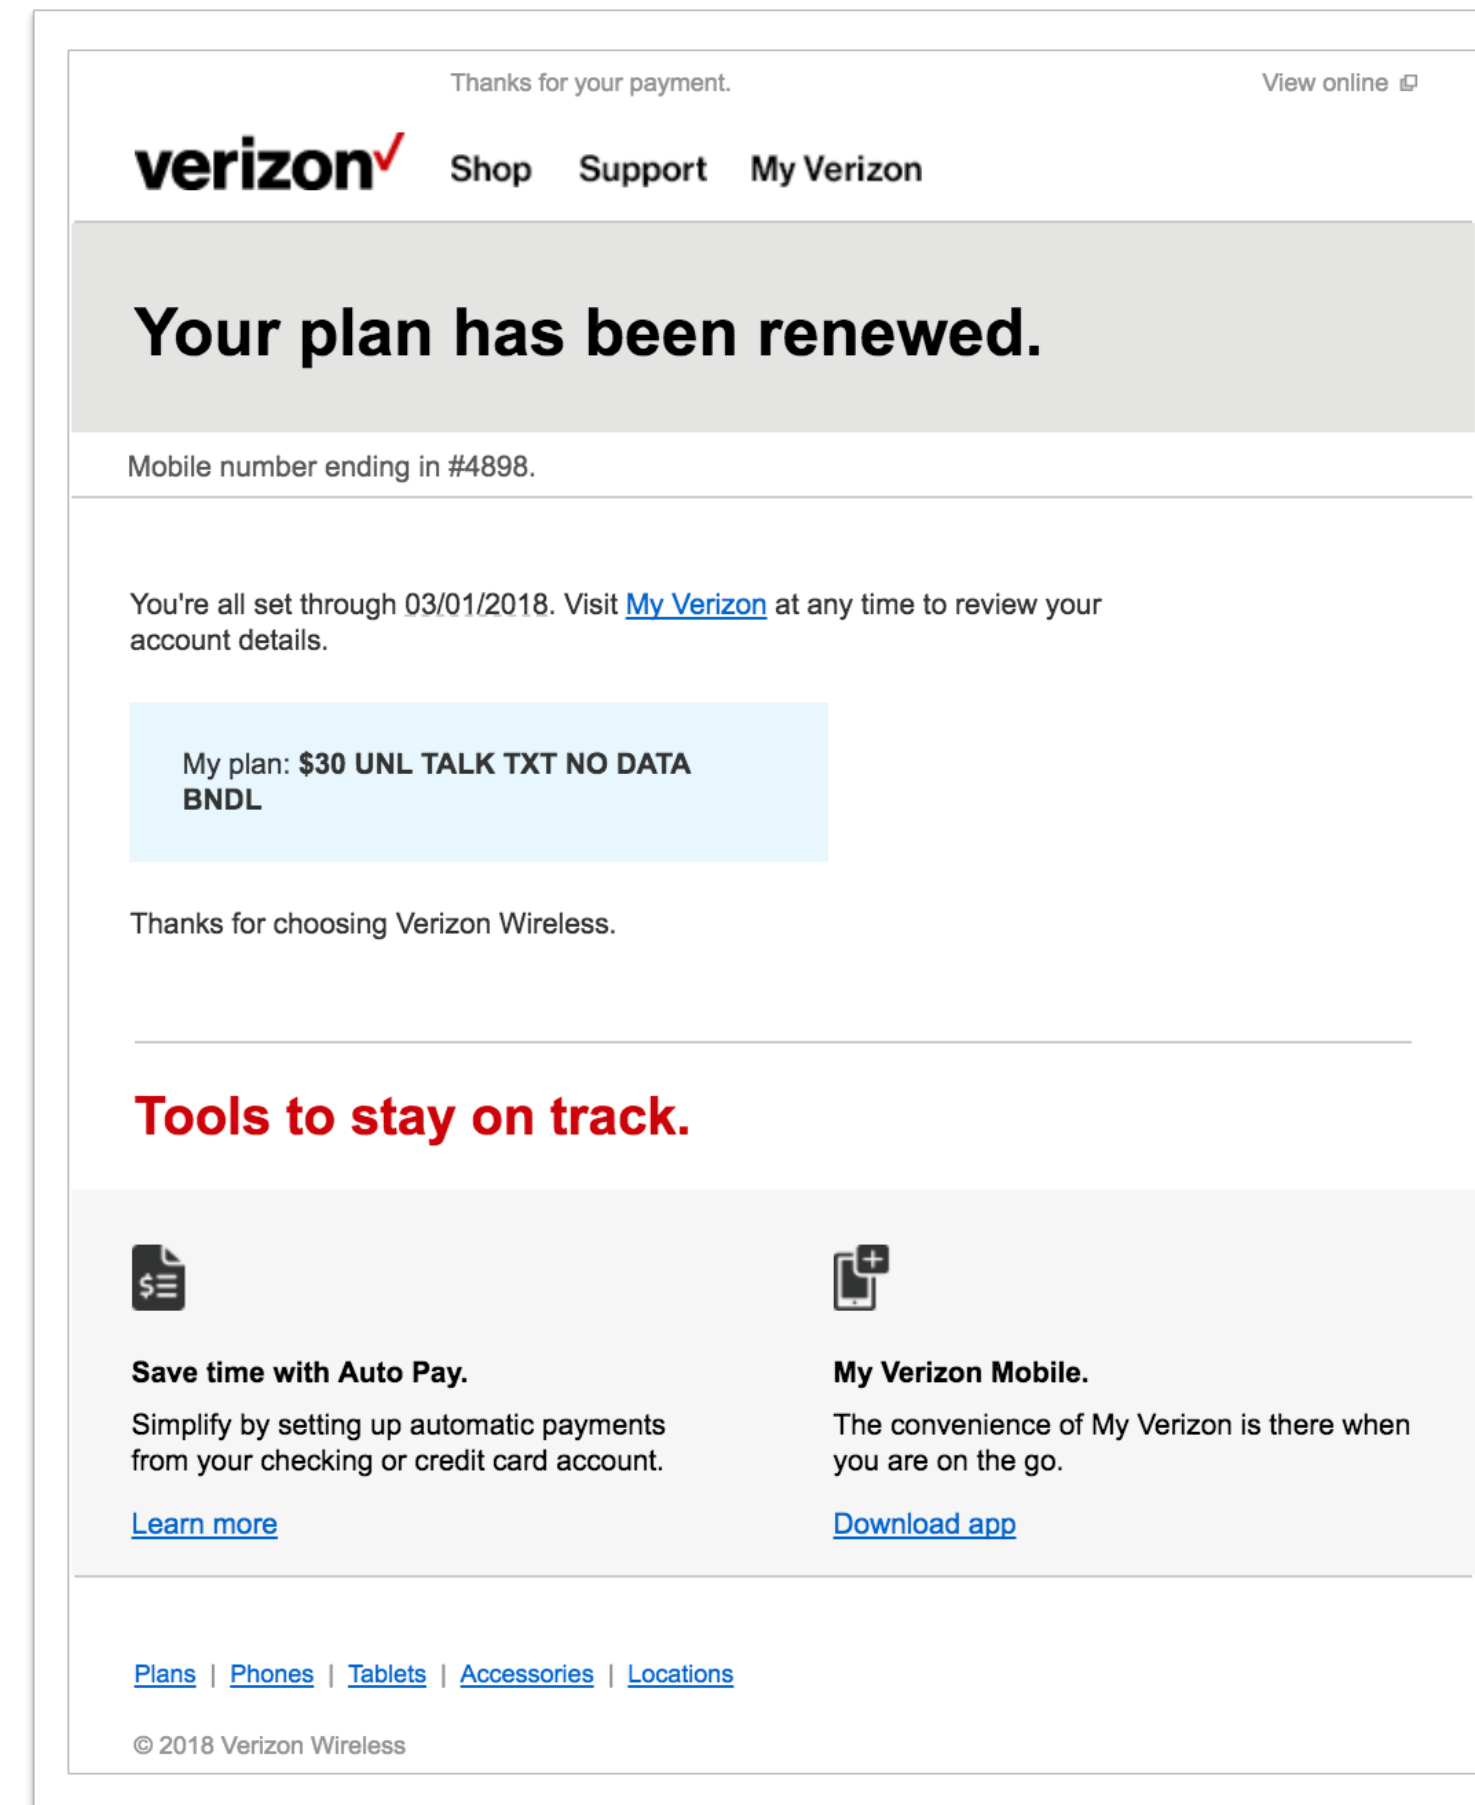 Thanks for your payment.
View online
verizon
Shop Support My Verizon
Your plan has been renewed.
Mobile number ending in #4898.
You're all set through 03/01/2018. Visit My Verizon at any time to review your
account details.
My plan: $30 UNL TALK TXT NO DATA
BNDL
Thanks for choosing Verizon Wireless.
Tools to stay on track.
Save time with Auto Pay.
Simplify by setting up automatic payments
from your checking or credit card account.
Learn more
My Verizon Mobile.
The convenience of My Verizon is there when
you are on the go.
Download app
Plans | Phones | Tablets | Accessories | Locations
© 2018 Verizon Wireless